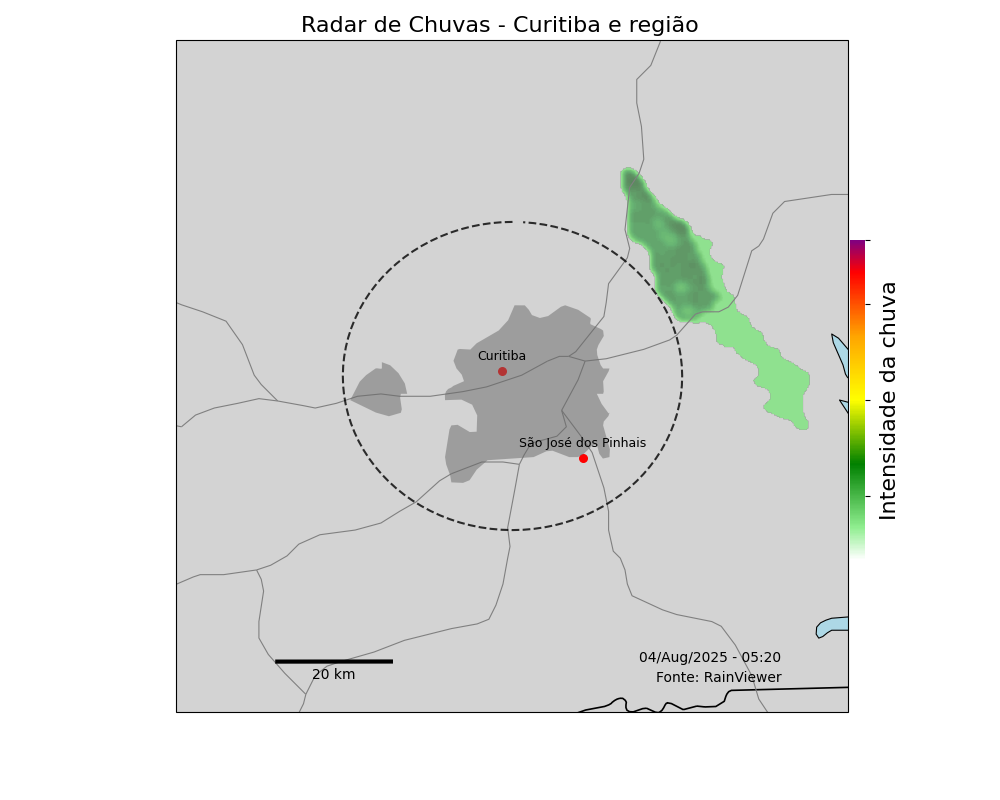 Radar de Chuvas - Curitiba e região
Curitiba
São José dos Pinhais
Intensidade da chuva
04/Aug/2025 - 05:20
20 km
Fonte: RainViewer